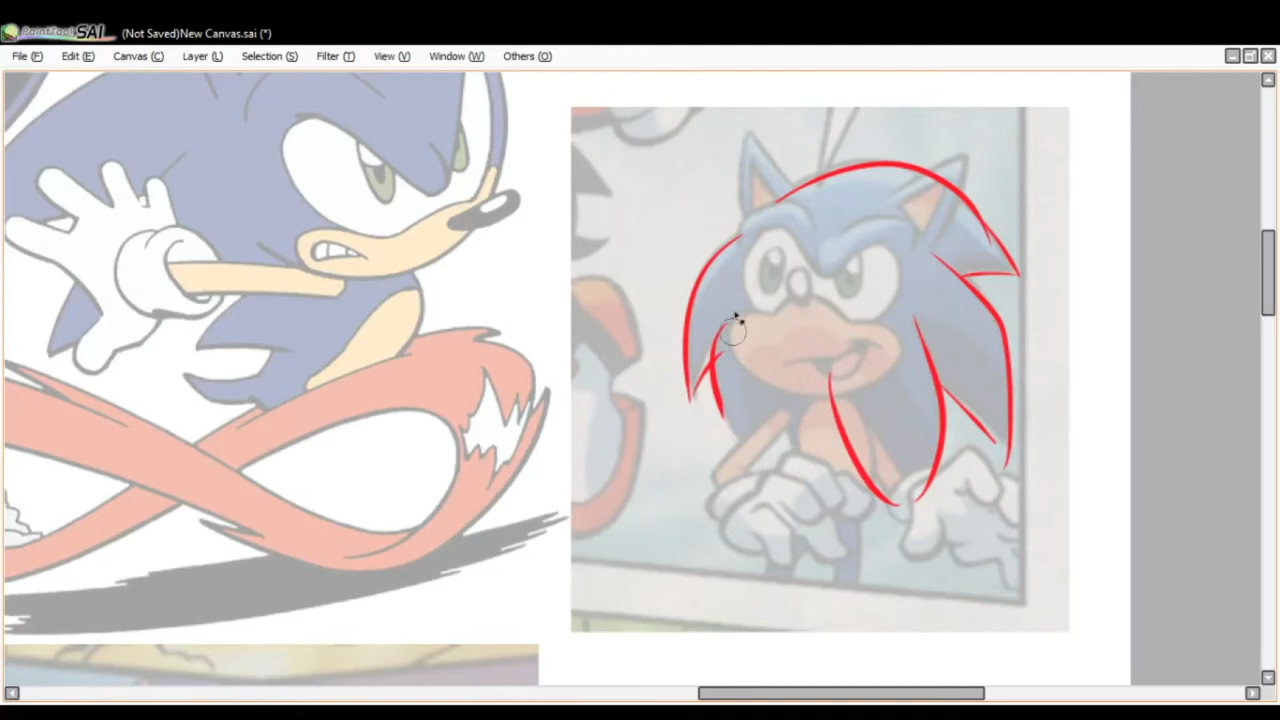 PaintTool SAI (Not Saved)New Canvas.sai (*)
File (F) Edit (E) Canvas (C) Layer (L) Selection (S) Filter (T) View (V) Window (W) Others (O)